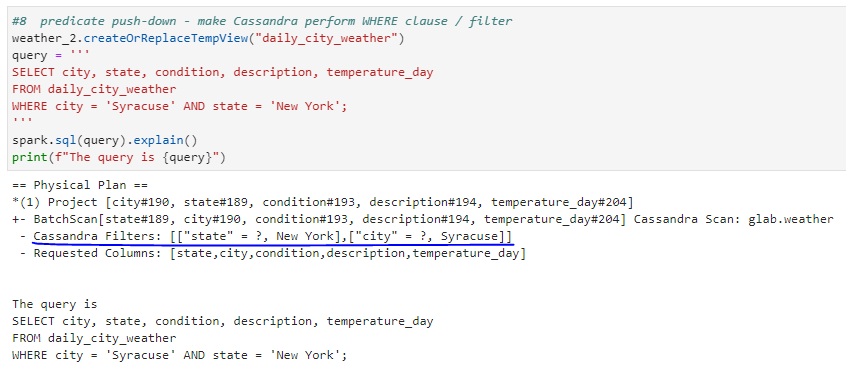 #8  predicate push-down - make Cassandra perform WHERE clause / filter
weather_2.createOrReplaceTempView("daily_city_weather")
query = '''
SELECT city, state, condition, description, temperature_day
FROM daily_city_weather
WHERE city = 'Syracuse' AND state = 'New York';
'''
spark.sql(query).explain()
print(f"The query is {query}")
== Physical Plan ==
*(1) Project [city#190, state#189, condition#193, description#194, temperature_day#204]
+- BatchScan[state#189, city#190, condition#193, description#194, temperature_day#204] Cassandra Scan: glab.weather
 - Cassandra Filters: [["state" = ?, New York],["city" = ?, Syracuse]]
 - Requested Columns: [state,city,condition,description,temperature_day]
The query is
SELECT city, state, condition, description, temperature_day
FROM daily_city_weather
WHERE city = 'Syracuse' AND state = 'New York';